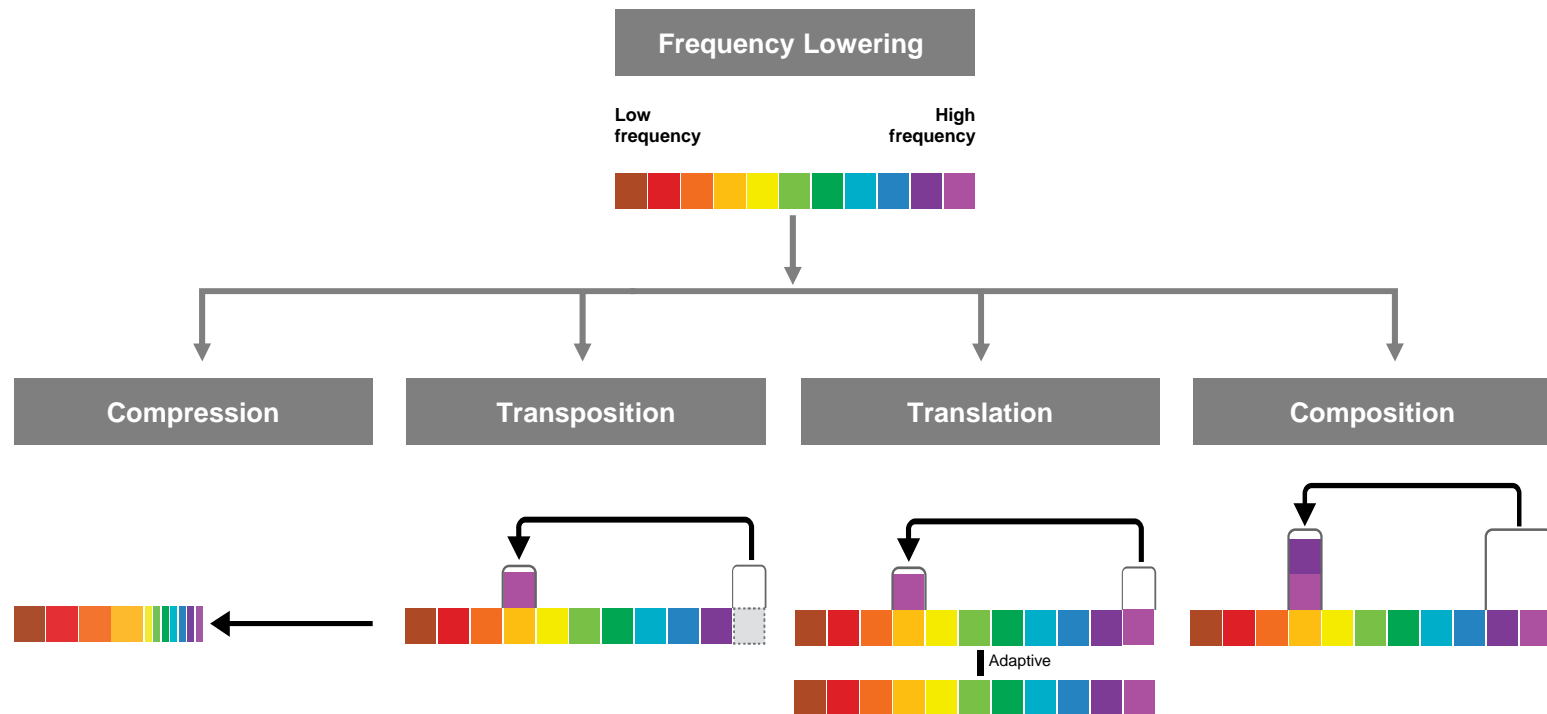 Frequency Lowering
Low
frequency
High
frequency
Compression
Transposition
Translation
Composition
Adaptive